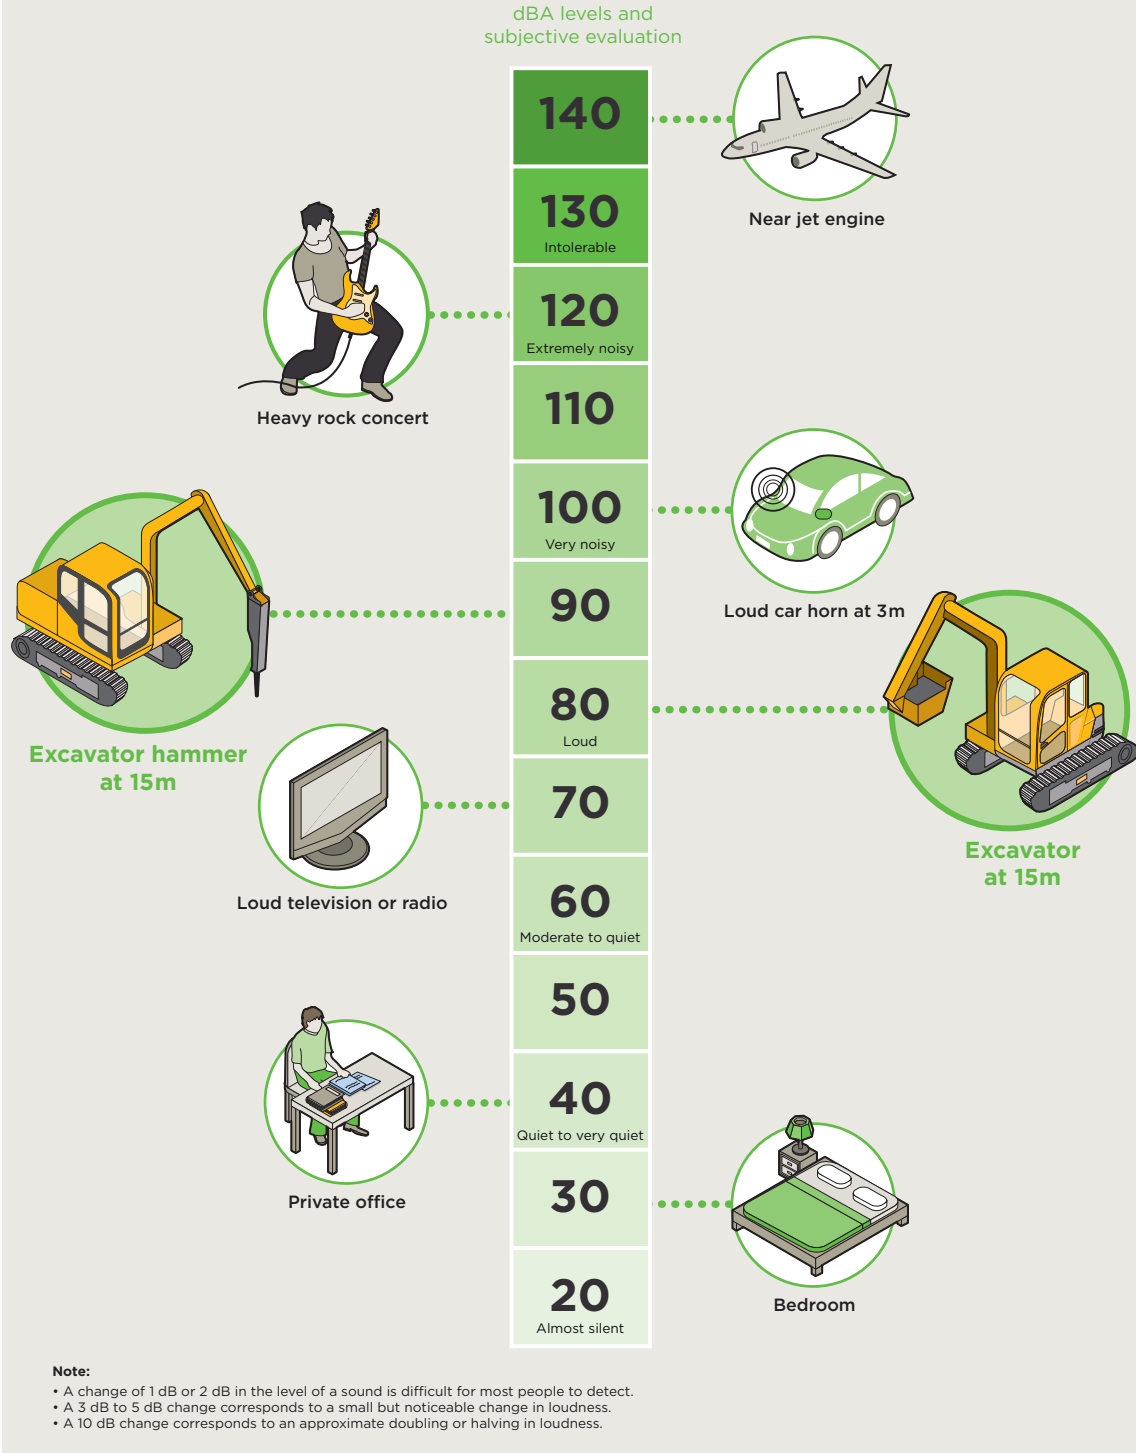 dBA levels and
subjective evaluation
140
Near jet engine
130
Intolerable
120
Extremely noisy
Heavy rock concert
110
100
Very noisy
Loud car horn at 3m
90
Excavator hammer
at 15m
80
Loud
Excavator
at 15m
70
Loud television or radio
60
Moderate to quiet
50
40
Quiet to very quiet
Private office
30
Bedroom
20
Almost silent
Note:
• A change of 1 dB or 2 dB in the level of a sound is difficult for most people to detect.
• A 3 dB to 5 dB change corresponds to a small but noticeable change in loudness.
• A 10 dB change corresponds to an approximate doubling or halving in loudness.